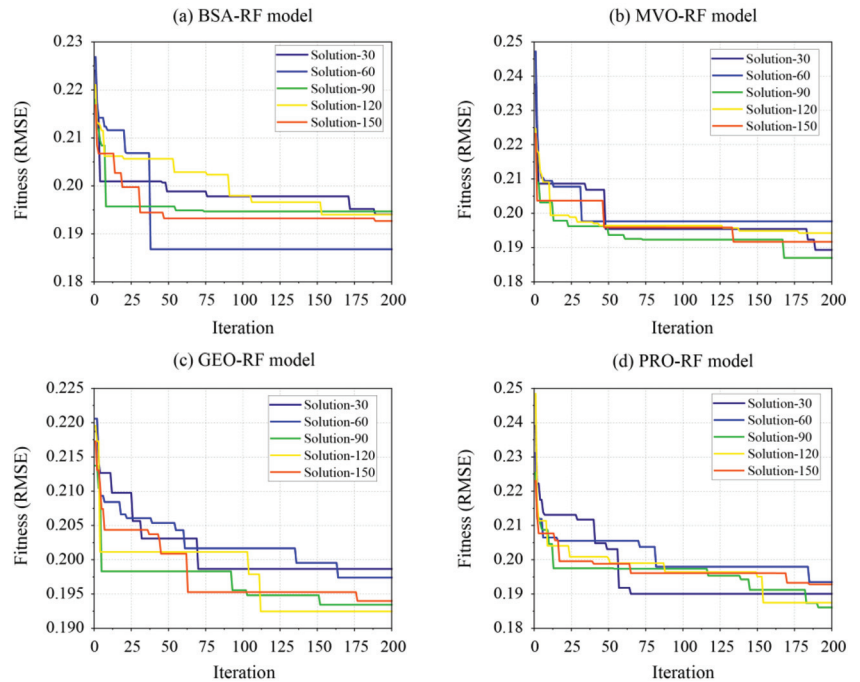 (a) BSA-RF model
Fitness (RMSE)
0.23
0.22
0.21
0.20
0.19
0.18
Solution-30
Solution-60
Solution-90
Solution-120
Solution-150
0 25 50 75 100 125 150 175 200
Iteration
(b) MVO-RF model
Fitness (RMSE)
0.25
0.24
0.23
0.22
0.21
0.20
0.19
0.18
Solution-30
Solution-60
Solution-90
Solution-120
Solution-150
0 25 50 75 100 125 150 175 200
Iteration
(c) GEO-RF model
Fitness (RMSE)
0.225
0.220
0.215
0.210
0.205
0.200
0.195
0.190
Solution-30
Solution-60
Solution-90
Solution-120
Solution-150
0 25 50 75 100 125 150 175 200
Iteration
(d) PRO-RF model
Fitness (RMSE)
0.25
0.24
0.23
0.22
0.21
0.20
0.19
0.18
Solution-30
Solution-60
Solution-90
Solution-120
Solution-150
0 25 50 75 100 125 150 175 200
Iteration